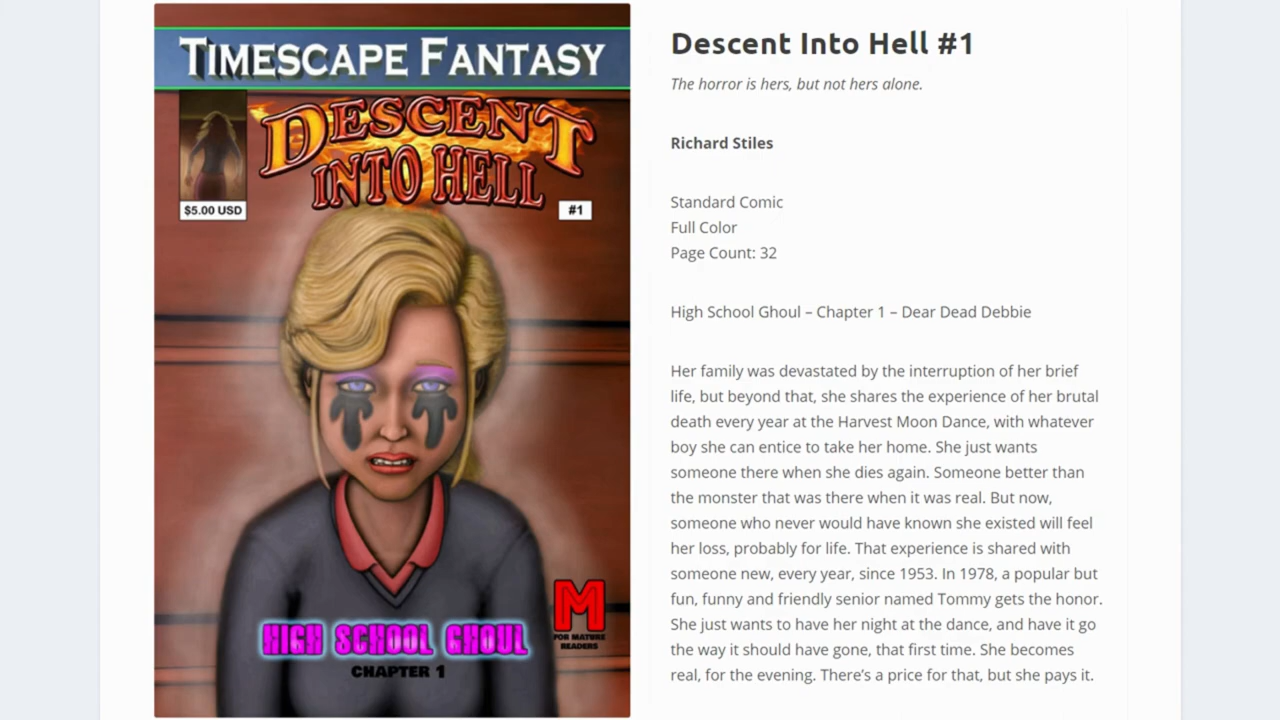 TIMESCAPE FANTASY
DESCENT
INTO HELL
$5.00 USD
#1
HIGH SCHOOL GHOUL
CHAPTER 1
M
FOR MATURE
READERS
Descent Into Hell #1
The horror is hers, but not hers alone.
Richard Stiles
Standard Comic
Full Color
Page Count: 32
High School Ghoul – Chapter 1 – Dear Dead Debbie
Her family was devastated by the interruption of her brief
life, but beyond that, she shares the experience of her brutal
death every year at the Harvest Moon Dance, with whatever
boy she can entice to take her home. She just wants
someone there when she dies again. Someone better than
the monster that was there when it was real. But now,
someone who never would have known she existed will feel
her loss, probably for life. That experience is shared with
someone new, every year, since 1953. In 1978, a popular but
fun, funny and friendly senior named Tommy gets the honor.
She just wants to have her night at the dance, and have it go
the way it should have gone, that first time. She becomes
real, for the evening. There’s a price for that, but she pays it.